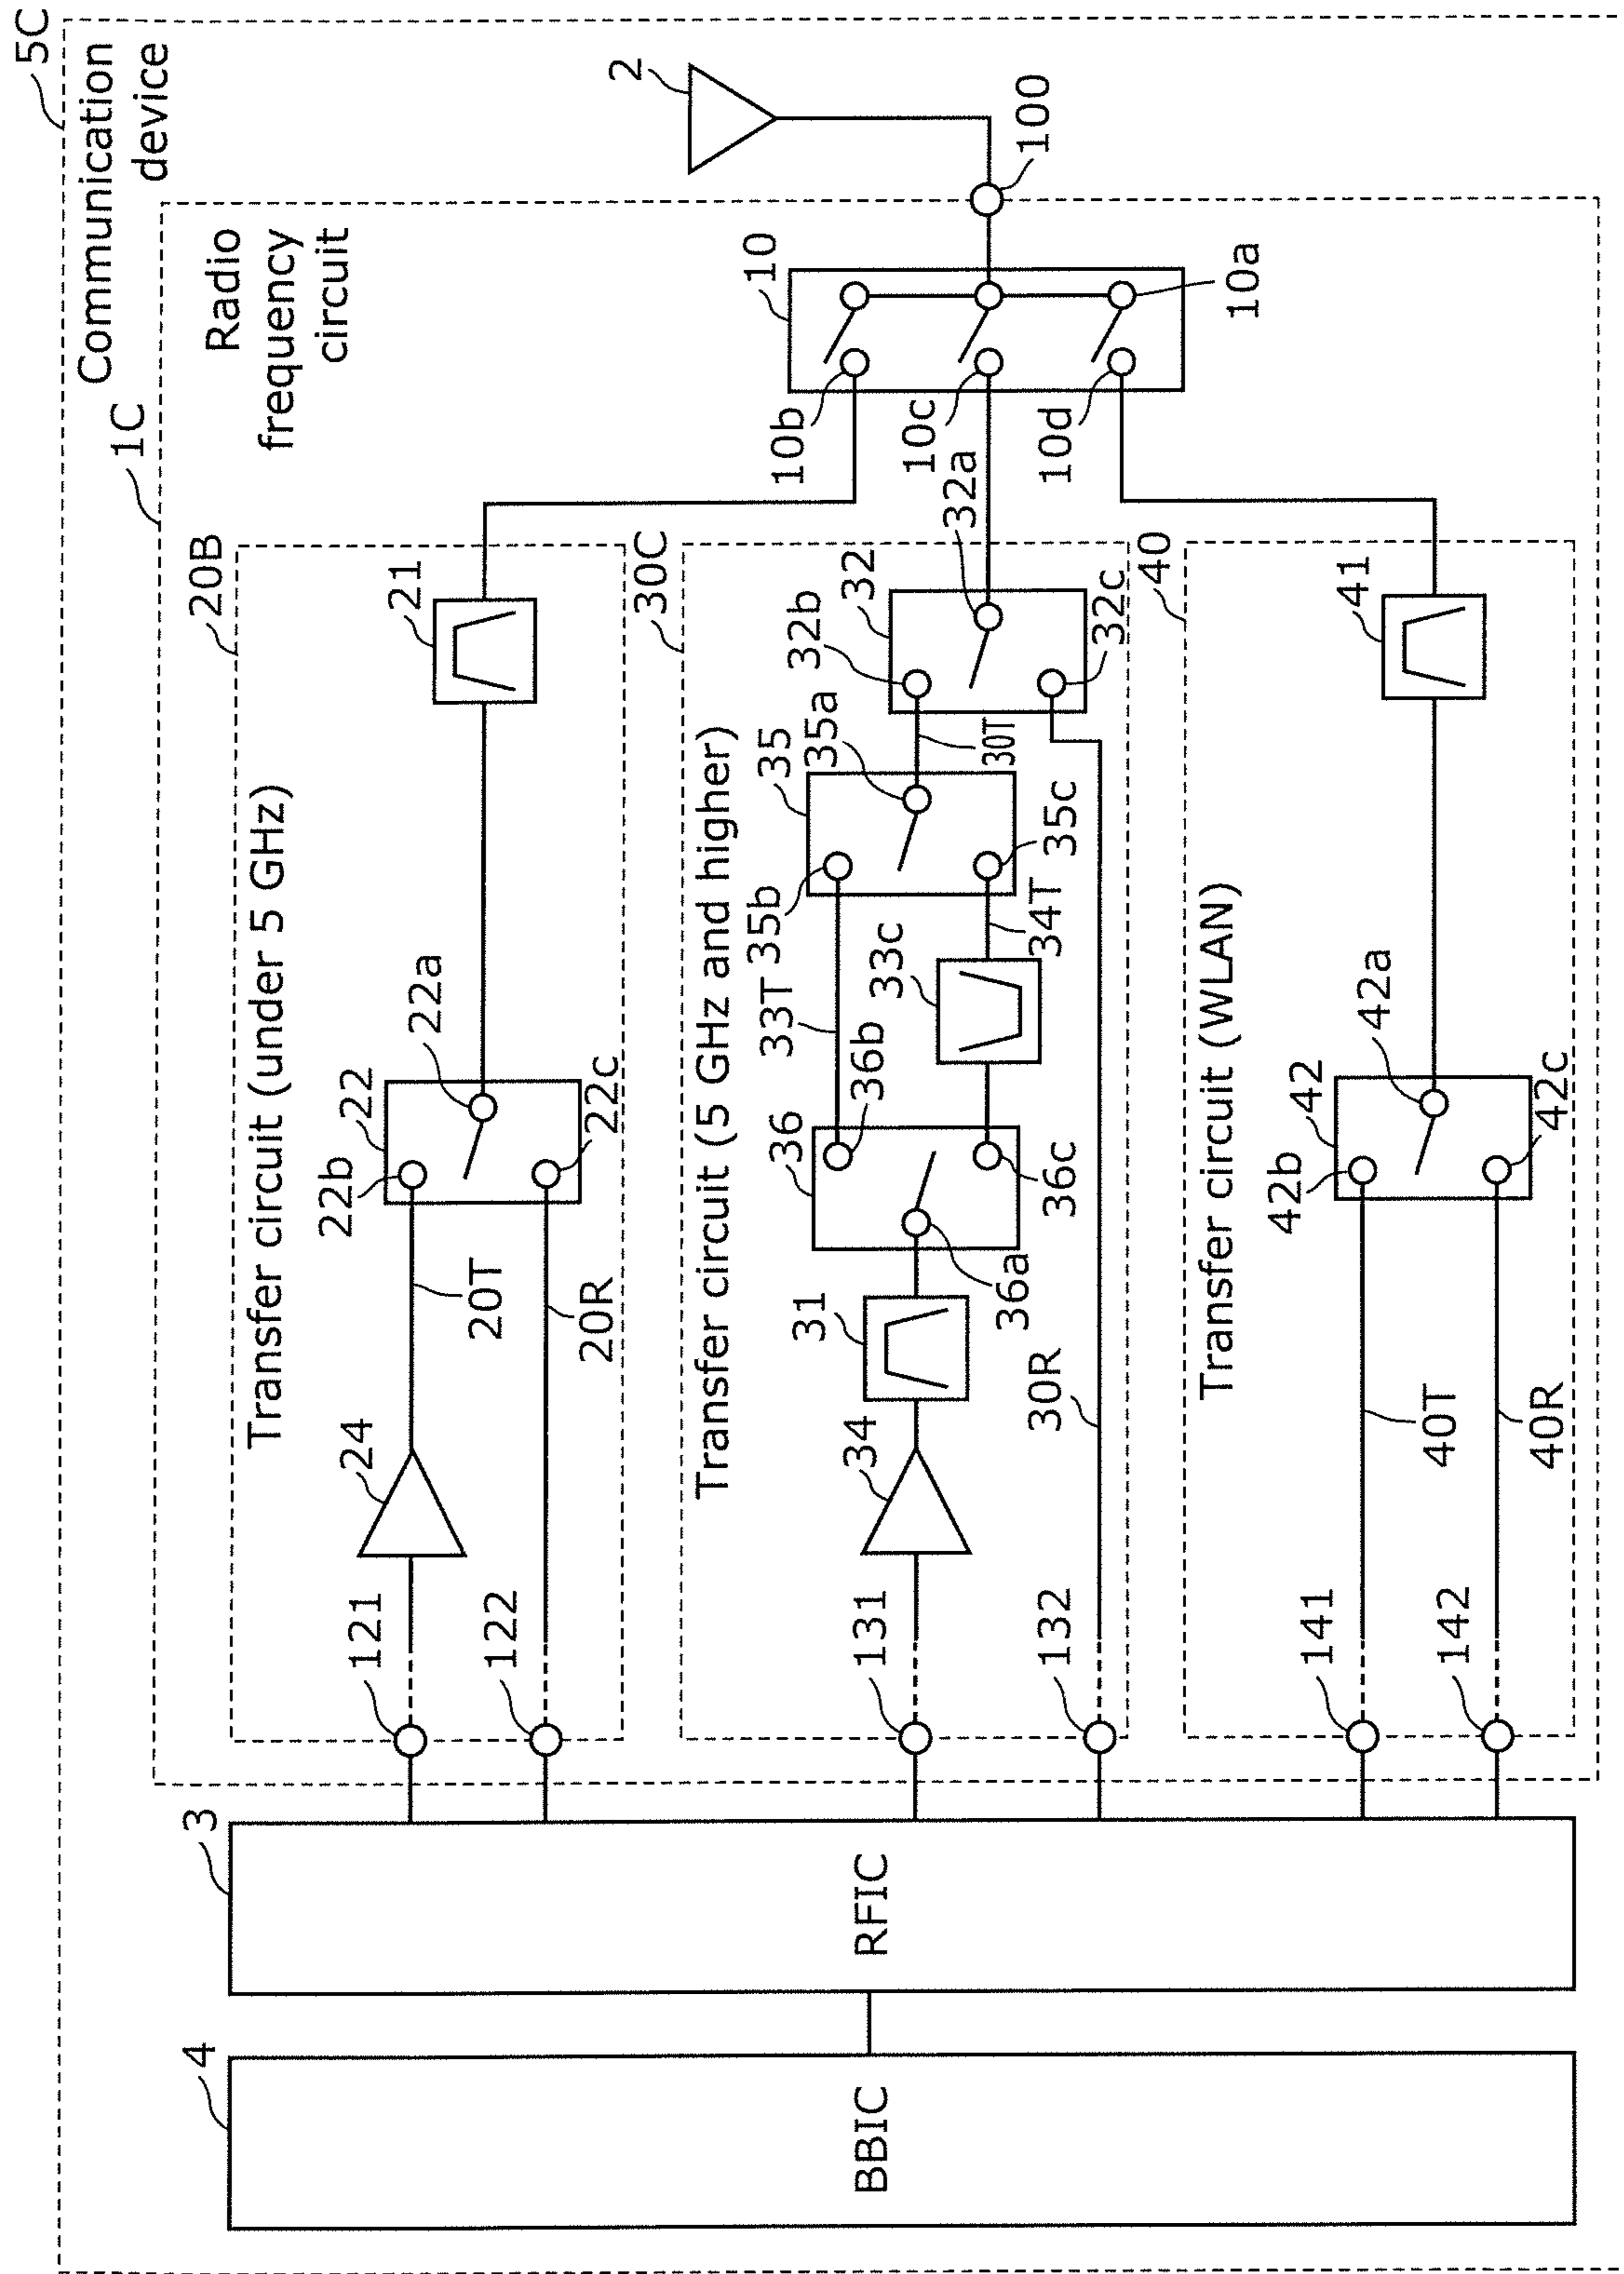 5C
Communication
device
1C
Radio
frequency
circuit
2
100
10
10a
10b
10c
10d
20B
Transfer circuit (under 5 GHz)
21
22
22a
22b
22c
20T
20R
24
121
122
30C
Transfer circuit (5 GHz and higher)
32
32a
32b
32c
30T
35
35a
35b
35c
33T
34T
33c
36
36a
36b
36c
31
34
30R
131
132
40
Transfer circuit (WLAN)
41
42
42a
42b
42c
40T
40R
141
142
3
RFIC
4
BBIC